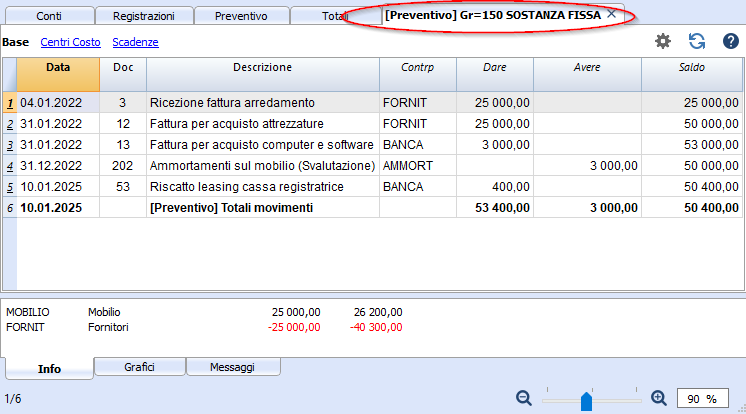 Conti Registrazioni Preventivo Totali [Preventivo] Gr=150 SOSTANZA FISSA ×
Base Centri Costo Scadenze ?
Data Doc Descrizione Contrp Dare Avere Saldo
1 04.01.2022 3 Ricezione fattura arredamento FORNIT 25 000,00 25 000,00
2 31.01.2022 12 Fattura per acquisto attrezzature FORNIT 25 000,00 50 000,00
3 31.01.2022 13 Fattura per acquisto computer e software BANCA 3 000,00 53 000,00
4 31.12.2022 202 Ammortamenti sul mobilio (Svalutazione) AMMORT 3 000,00 50 000,00
5 10.01.2025 53 Riscatto leasing cassa registratrice BANCA 400,00 50 400,00
6 10.01.2025 [Preventivo] Totali movimenti 53 400,00 3 000,00 50 400,00
MOBILIO Mobilio 25 000,00 26 200,00
FORNIT Fornitori -25 000,00 -40 300,00
Info Grafici Messaggi
1/6 90 %